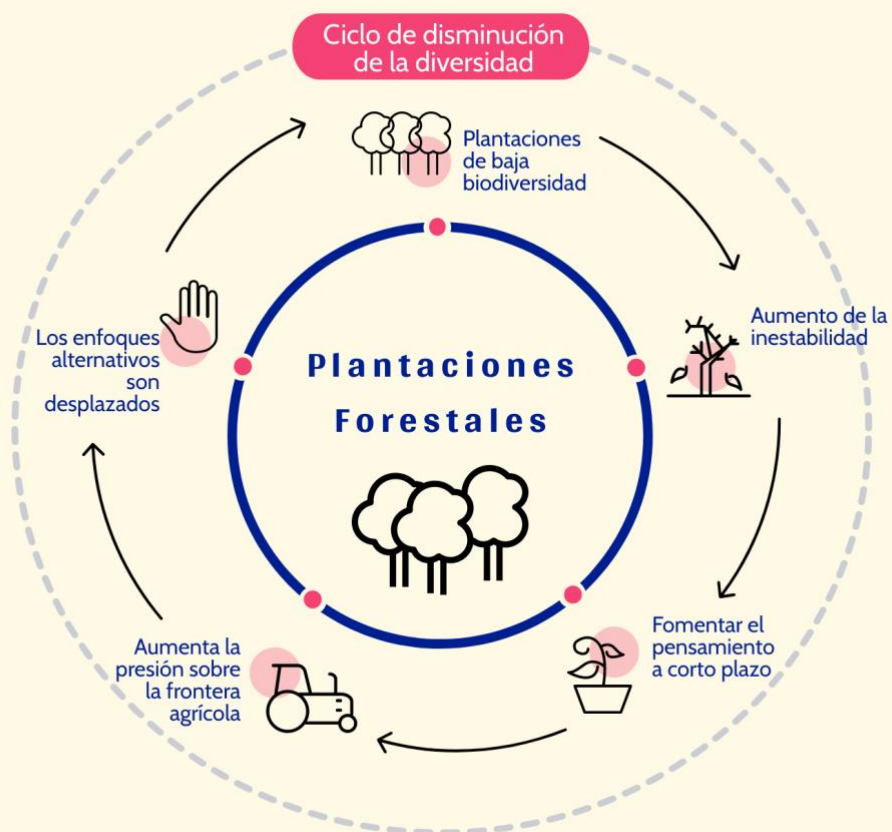 Ciclo de disminución
de la diversidad
Plantaciones
de baja
biodiversidad
Aumento de la
inestabilidad
Fomentar el
pensamiento
a corto plazo
Aumenta la
presión sobre
la frontera
agrícola
Los enfoques
alternativos
son
desplazados
Plantaciones
Forestales